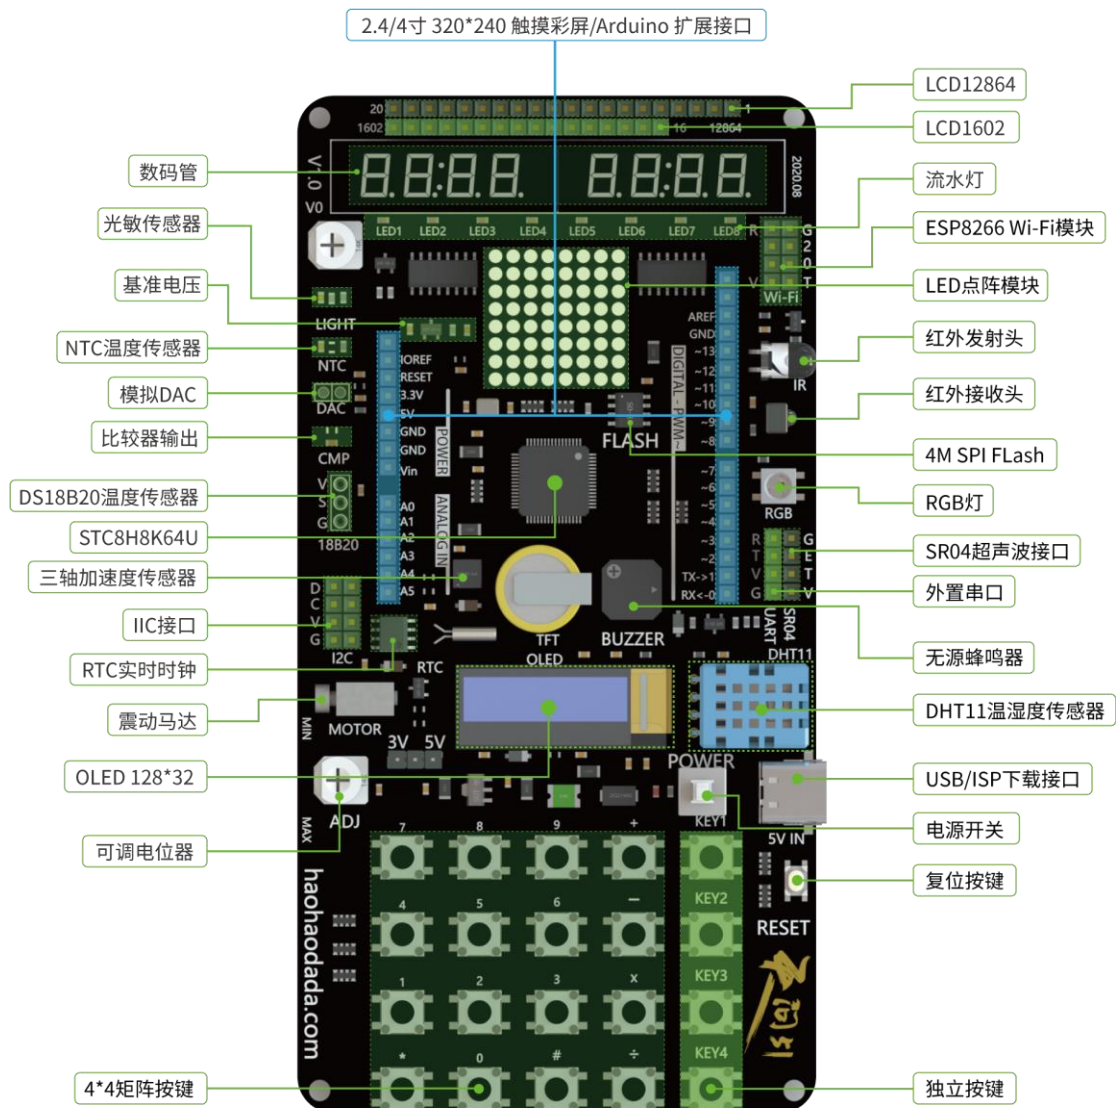 2.4/4寸 320*240 触摸彩屏/Arduino 扩展接口
LCD12864
LCD1602
数码管
流水灯
光敏传感器
ESP8266 Wi-Fi模块
基准电压
LED点阵模块
NTC温度传感器
红外发射头
模拟DAC
红外接收头
比较器输出
4M SPI FLash
DS18B20温度传感器
RGB灯
STC8H8K64U
SR04超声波接口
三轴加速度传感器
外置串口
IIC接口
无源蜂鸣器
RTC实时时钟
DHT11温湿度传感器
震动马达
OLED 128*32
USB/ISP下载接口
电源开关
可调电位器
复位按键
4*4矩阵按键
独立按键
20
1
1602
16
12864
V1.0
V0
2020.08
LED1 LED2 LED3 LED4 LED5 LED6 LED7 LED8
R G
2
0
V T
Wi-Fi
LIGHT
NTC
DAC
CMP
V
S
G
18B20
IOREF
RESET
3.3V
5V
GND
GND
Vin
POWER
A0
A1
A2
A3
A4
A5
ANALOG IN
AREF
GND
~13
~12
~11
~10
~9
~8
~7
~6
~5
~4
~3
~2
TX->1
RX<-0
DIGITAL - PWM~
FLASH
IR
RGB
R G
T E
V T
G V
UART
SR04
D
C
V
G
I2C
RTC
TFT
OLED
BUZZER
DHT11
MIN
MOTOR
3V 5V
MAX
ADJ
POWER
5V IN
RESET
7 8 9 + KEY1
4 5 6 — KEY2
1 2 3 x KEY3
* 0 # ÷ KEY4
haohaodada.com